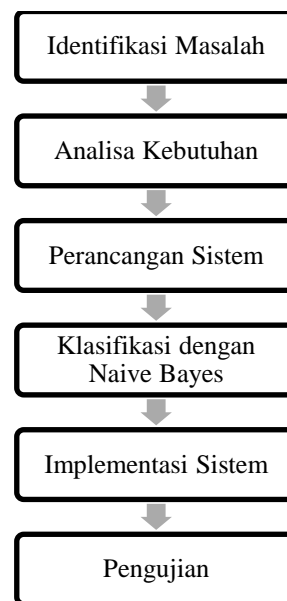 Identifikasi Masalah
Analisa Kebutuhan
Perancangan Sistem
Klasifikasi dengan
Naive Bayes
Implementasi Sistem
Pengujian